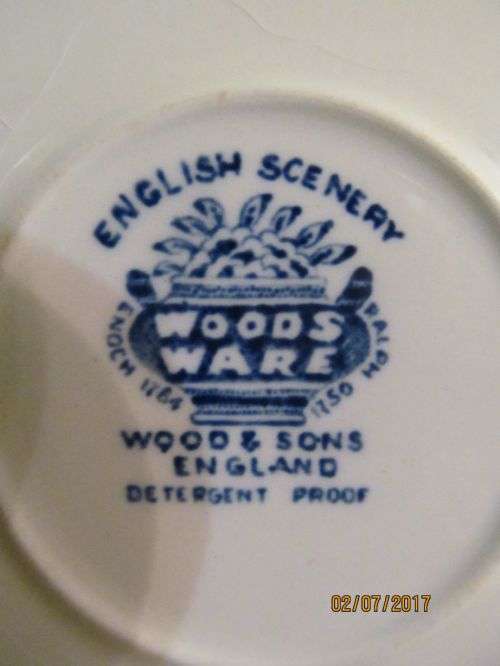 ENGLISH SCENERY
WOODS
WARE
ENOCH 1784
RALPH 1750
WOOD & SONS
ENGLAND
DETERGENT PROOF
02/07/2017